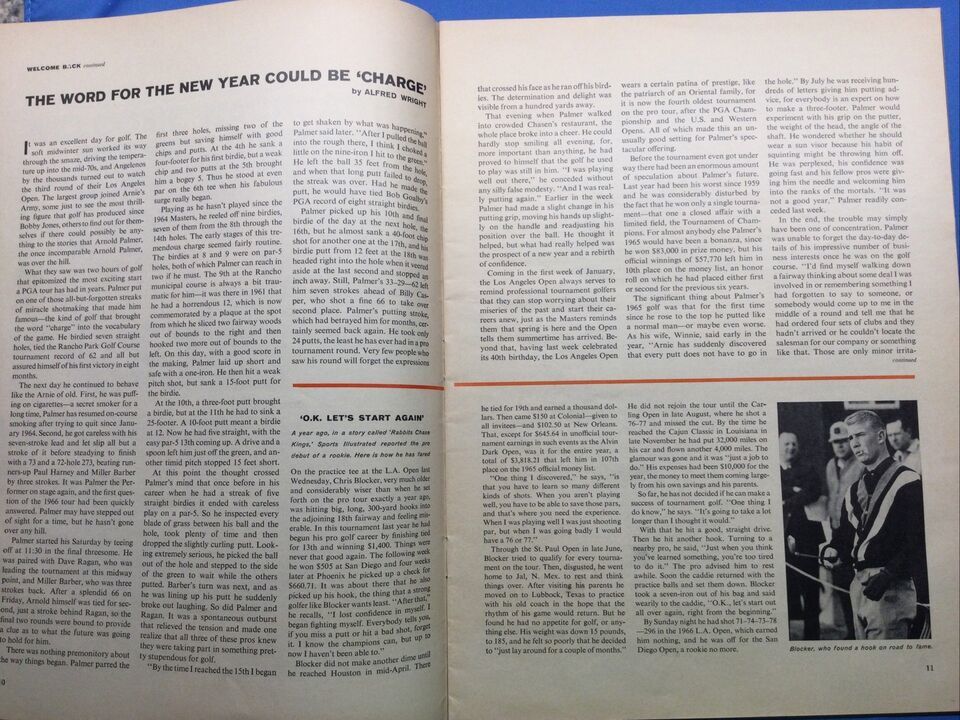 WELCOME BACK continued
THE WORD FOR THE NEW YEAR COULD BE 'CHARGE'
by ALFRED WRIGHT
It was an excellent day for golf. The
soft midwinter sun worked its way
through the smaze, driving the tempera-
ture up into the mid-70s, and Angelenos
by the thousands turned out to watch
the third round of their Los Angeles
Open. The largest group joined Arnie's
Army, some just to see the most thrill-
ing figure that golf has produced since
Bobby Jones, others to find out for them-
selves if there could possibly be any-
thing to the stories that Arnold Palmer,
the once incomparable Arnold Palmer,
was over the hill.
What they saw was two hours of golf
that epitomized the most exciting start
a PGA tour has had in years. Palmer put
on one of those all-but-forgotten streaks
of miracle shotmaking that made him
famous—the kind of golf that brought
the word "charge" into the vocabulary
of the game. He birdied seven straight
holes, tied the Rancho Park Golf Course
tournament record of 62 and all but
assured himself of his first victory in eight
months.
The next day he continued to behave
like the Arnie of old. First, he was puff-
ing on cigarettes—a secret smoker for a
long time, Palmer has resumed on-course
smoking after trying to quit since Janu-
ary 1964. Second, he got careless with his
seven-stroke lead and let slip all but a
stroke of it before steadying to finish
with a 73 and a 72-hole 273, beating run-
ners-up Paul Harney and Miller Barber
by three strokes. It was Palmer the Per-
former on stage again, and the first ques-
tion of the 1966 tour had been quickly
answered. Palmer may have stepped out
of sight for a time, but he hasn't gone
over any hill.
Palmer started his Saturday by teeing
off at 11:30 in the final threesome. He
was paired with Dave Ragan, who was
leading the tournament at this midway
point, and Miller Barber, who was three
strokes back. After a splendid 66 on
Friday, Arnold himself was tied for sec-
ond, just a stroke behind Ragan, so the
final two rounds were bound to provide
a clue as to what the future was going
to hold for him.
There was nothing premonitory about
the way things began. Palmer parred the
first three holes, missing two of the
greens but saving himself with good
chips and putts. At the 4th he sank a
four-footer for his first birdie, but a weak
chip and two putts at the 5th brought
him a bogey 5. Thus he stood at even
par on the 6th tee when his fabulous
surge really began.
Playing as he hasn't played since the
1964 Masters, he reeled off nine birdies,
seven of them from the 8th through the
14th holes. The early stages of this tre-
mendous charge seemed fairly routine.
The birdies at 8 and 9 were on par-5
holes, both of which Palmer can reach in
two if he must. The 9th at the Rancho
municipal course is always a bit trau-
matic for him—it was there in 1961 that
he had a horrendous 12, which is now
commemorated by a plaque at the spot
from which he sliced two fairway woods
out of bounds to the right and then
hooked two more out of bounds to the
left. On this day, with a good score in
the making, Palmer laid up short and
safe with a one-iron. He then hit a weak
pitch shot, but sank a 15-foot putt for
the birdie.
At the 10th, a three-foot putt brought
a birdie, but at the 11th he had to sink a
25-footer. A 10-foot putt meant a birdie
at 12. Now he had five straight, with the
easy par-5 13th coming up. A drive and a
spoon left him just off the green, and an-
other timid pitch stopped 15 feet short.
At this point the thought crossed
Palmer's mind that once before in his
career when he had a streak of five
straight birdies it ended with careless
play on a par-5. So he inspected every
blade of grass between his ball and the
hole, took plenty of time and then
dropped the slightly curling putt. Look-
ing extremely serious, he picked the ball
out of the hole and stepped to the side
of the green to wait while the others
putted. Barber's turn was next, and as
he was lining up his putt he suddenly
broke out laughing. So did Palmer and
Ragan. It was a spontaneous outburst
that relieved the tension and made one
realize that all three of these pros knew
they were taking part in something pret-
ty stupendous for golf.
"By the time I reached the 15th I began
to get shaken by what was happening,"
Palmer said later. "After I pulled the ball
into the rough there, I think I choked a
little on the nine-iron I hit to the green."
He left the ball 35 feet from the hole,
and when that long putt failed to drop,
the streak was over. Had he made the
putt, he would have tied Bob Goalby's
PGA record of eight straight birdies.
Palmer picked up his 10th and final
birdie of the day at the next hole, the
16th, but he almost sank a 40-foot chip
shot for another one at the 17th, and his
birdie putt from 12 feet at the 18th was
headed right into the hole when it veered
aside at the last second and stopped an
inch away. Still, Palmer's 33-29—62 left
him seven strokes ahead of Billy Cas-
per, who shot a fine 66 to take over
second place. Palmer's putting stroke,
which had betrayed him for months, cer-
tainly seemed back again. He took only
24 putts, the least he has ever had in a pro
tournament round. Very few people who
saw his round will forget the expressions
'O.K. LET'S START AGAIN'
A year ago, in a story called 'Rabbits Chase
Kings,' Sports Illustrated reported the pro
debut of a rookie. Here is how he has fared
On the practice tee at the L.A. Open last
Wednesday, Chris Blocker, very much older
and considerably wiser than when he set
forth on the pro tour exactly a year ago,
was hitting big, long, 300-yard hooks into
the adjoining 18th fairway and feeling mis-
erable. In this tournament last year he had
begun his pro golf career by finishing tied
for 13th and winning $1,400. Things were
never that good again. The following week
he won $505 at San Diego and four weeks
later at Phoenix he picked up a check for
$660.71. It was about there that he also
picked up his hook, the thing that a strong
golfer like Blocker wants least. "After that,"
he recalls, "I lost confidence in myself. I
began fighting myself. Everybody tells you,
if you miss a putt or hit a bad shot, forget
it. I know the champions can, but up to
now I haven't been able to."
Blocker did not make another dime until
he reached Houston in mid-April. There
0
that crossed his face as he ran off his bird-
ies. The determination and delight was
visible from a hundred yards away.
That evening when Palmer walked
into crowded Chasen's restaurant, the
whole place broke into a cheer. He could
hardly stop smiling all evening, for,
more important than anything, he had
proved to himself that the golf he used
to play was still in him. "I was playing
well out there," he conceded without
any silly false modesty. "And I was real-
ly putting again." Earlier in the week
Palmer had made a slight change in his
putting grip, moving his hands up slight-
ly on the handle and readjusting his
position over the ball. He thought it
helped, but what had really helped was
the prospect of a new year and a rebirth
of confidence.
Coming in the first week of January,
the Los Angeles Open always serves to
remind professional tournament golfers
that they can stop worrying about their
miseries of the past and start their ca-
reers anew, just as the Masters reminds
them that spring is here and the Open
tells them summertime has arrived. Be-
yond that, having last week celebrated
its 40th birthday, the Los Angeles Open
wears a certain patina of prestige, like
the patriarch of an Oriental family, for
it is now the fourth oldest tournament
on the pro tour, after the PGA Cham-
pionship and the U.S. and Western
Opens. All of which made this an un-
usually good setting for Palmer's spec-
tacular offering.
Before the tournament even got under
way there had been an enormous amount
of speculation about Palmer's future.
Last year had been his worst since 1959
and he was considerably disturbed by
the fact that he won only a single tourna-
ment—that one a closed affair with a
limited field, the Tournament of Cham-
pions. For almost anyone else Palmer's
1965 would have been a bonanza, since
he won $83,000 in prize money, but his
official winnings of $57,770 left him in
10th place on the money list, an honor
roll on which he had placed either first
or second for the previous six years.
The significant thing about Palmer's
1965 golf was that for the first time
since he rose to the top he putted like
a normal man—or maybe even worse.
As his wife, Winnie, said early in the
year, "Arnie has suddenly discovered
that every putt does not have to go in
the hole." By July he was receiving hun-
dreds of letters giving him putting ad-
vice, for everybody is an expert on how
to make a three-footer. Palmer would
experiment with his grip on the putter,
the weight of the head, the angle of the
shaft. He wondered whether he should
wear a sun visor because his habit of
squinting might be throwing him off.
He was perplexed, his confidence was
going fast and his fellow pros were giv-
ing him the needle and welcoming him
into the ranks of the mortals. "It was
not a good year," Palmer readily con-
ceded last week.
In the end, the trouble may simply
have been one of concentration. Palmer
was unable to forget the day-to-day de-
tails of his impressive number of busi-
ness interests once he was on the golf
course. "I'd find myself walking down
a fairway thinking about some deal I was
involved in or remembering something I
had forgotten to say to someone, or
somebody would come up to me in the
middle of a round and tell me that he
had ordered four sets of clubs and they
hadn't arrived or he couldn't locate the
salesman for our company or something
like that. Those are only minor irrita-
continued
he tied for 19th and earned a thousand dol-
lars. Then came $150 at Colonial—given to
all invitees—and $102.50 at New Orleans.
That, except for $645.64 in unofficial tour-
nament earnings in such events as the Alvin
Dark Open, was it for the entire year, a
total of $3,818.21 that left him in 107th
place on the 1965 official money list.
"One thing I discovered," he says, "is
that you have to learn so many different
kinds of shots. When you aren't playing
well, you have to be able to save those pars,
and that's where you need the experience.
When I was playing well I was just shooting
par, but when I was going badly I would
have a 76 or 77."
Through the St. Paul Open in late June,
Blocker tried to qualify for every tourna-
ment on the tour. Then, disgusted, he went
home to Jal, N. Mex. to rest and think
things over. After visiting his parents he
moved on to Lubbock, Texas to practice
with his old coach in the hope that the
rhythm of his game would return. But he
found he had no appetite for golf, or any-
thing else. His weight was down 15 pounds,
to 185, and he felt so poorly that he decided
to "just lay around for a couple of months."
He did not rejoin the tour until the Car-
ling Open in late August, where he shot a
76-77 and missed the cut. By the time he
reached the Cajun Classic in Louisiana in
late November he had put 32,000 miles on
his car and flown another 4,000 miles. The
glamour was gone and it was "just a job to
do." His expenses had been $10,000 for the
year, the money to meet them coming large-
ly from his own savings and his parents.
So far, he has not decided if he can make a
success of tournament golf. "One thing I
do know," he says. "It's going to take a lot
longer than I thought it would."
With that he hit a good, straight drive.
Then he hit another hook. Turning to a
nearby pro, he said, "Just when you think
you've learned something, you're too tired
to do it." The pro advised him to rest
awhile. Soon the caddie returned with the
practice balls and set them down. Blocker
took a seven-iron out of his bag and said
wearily to the caddie, "O.K., let's start out
all over again, right from the beginning."
By Sunday night he had shot 71-74-73-78
—296 in the 1966 L.A. Open, which earned
him nothing, and he was off for the San
Diego Open, a rookie no more.
Blocker, who found a hook on road to fame.
11